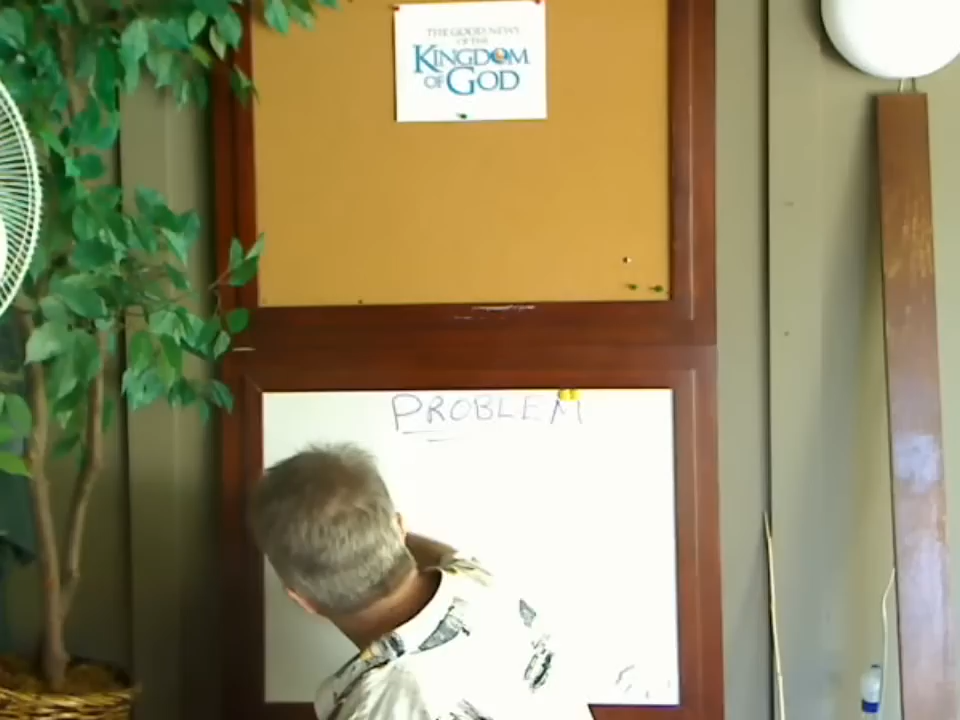 THE GOOD NEWS
OF THE
KINGDOM
OF GOD
PROBLEM